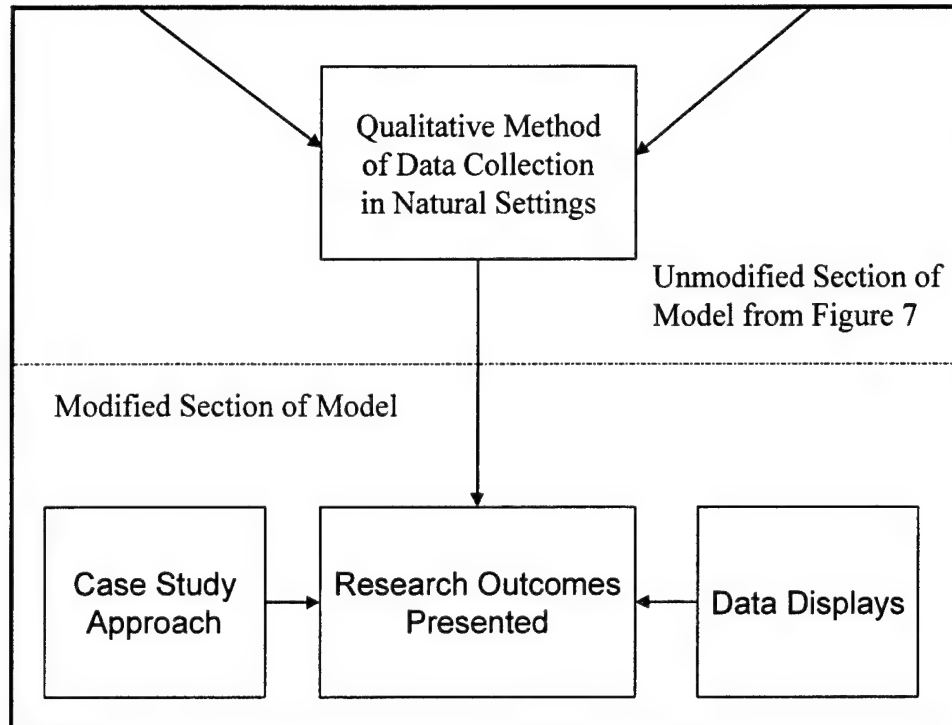 Qualitative Method
of Data Collection
in Natural Settings
Unmodified Section of
Model from Figure 7
Modified Section of Model
Case Study
Approach
Research Outcomes
Presented
Data Displays